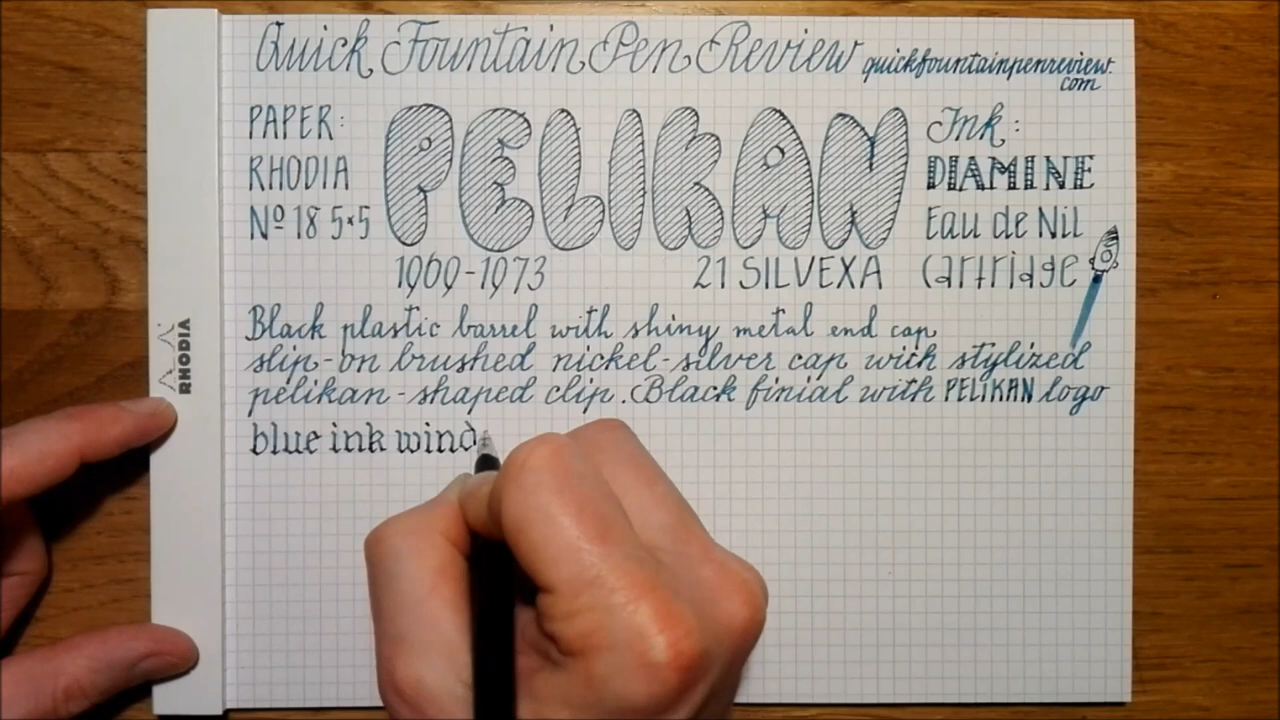 Quick Fountain Pen Review quickfountainpenreview.
com
PAPER:
RHODIA
Nº 18 5×5
PELIKAN
1969-1973
21 SILVEXA
Ink:
DIAMINE
Eau de Nil
Cartridge
Black plastic barrel with shiny metal end cap
slip-on brushed nickel-silver cap with stylized
pelikan-shaped clip. Black finial with PELIKAN logo
blue ink wind
RHODIA